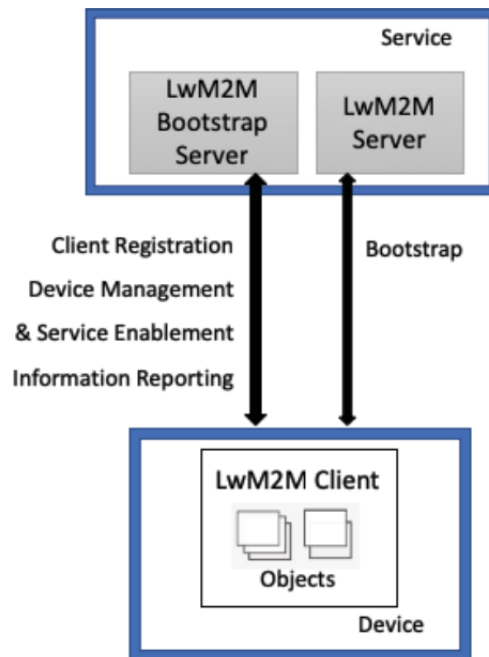 Service
LwM2M
Bootstrap
Server
LwM2M
Server
Client Registration
Device Management
& Service Enablement
Information Reporting
Bootstrap
LwM2M Client
Objects
Device